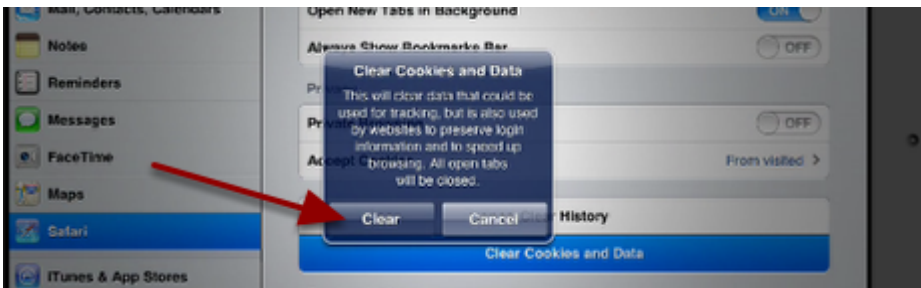 Mail, Contacts, Calendars
Notes
Reminders
Messages
FaceTime
Maps
Safari
iTunes & App Stores
Open New Tabs in Background
ON
Always Show Bookmarks Bar
OFF
Clear Cookies and Data
This will clear data that could be
used for tracking, but is also used
by websites to preserve login
information and to speed up
browsing. All open tabs
will be closed.
Clear
Cancel
OFF
From visited >
History
Clear Cookies and Data